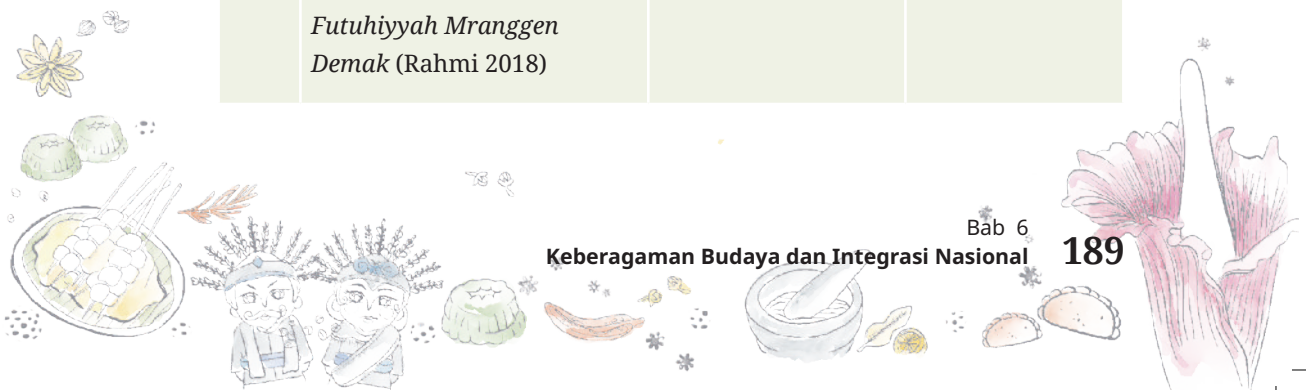 Futuhiyyah Mranggen
Demak (Rahmi 2018)
Bab 6
Keberagaman Budaya dan Integrasi Nasional 189